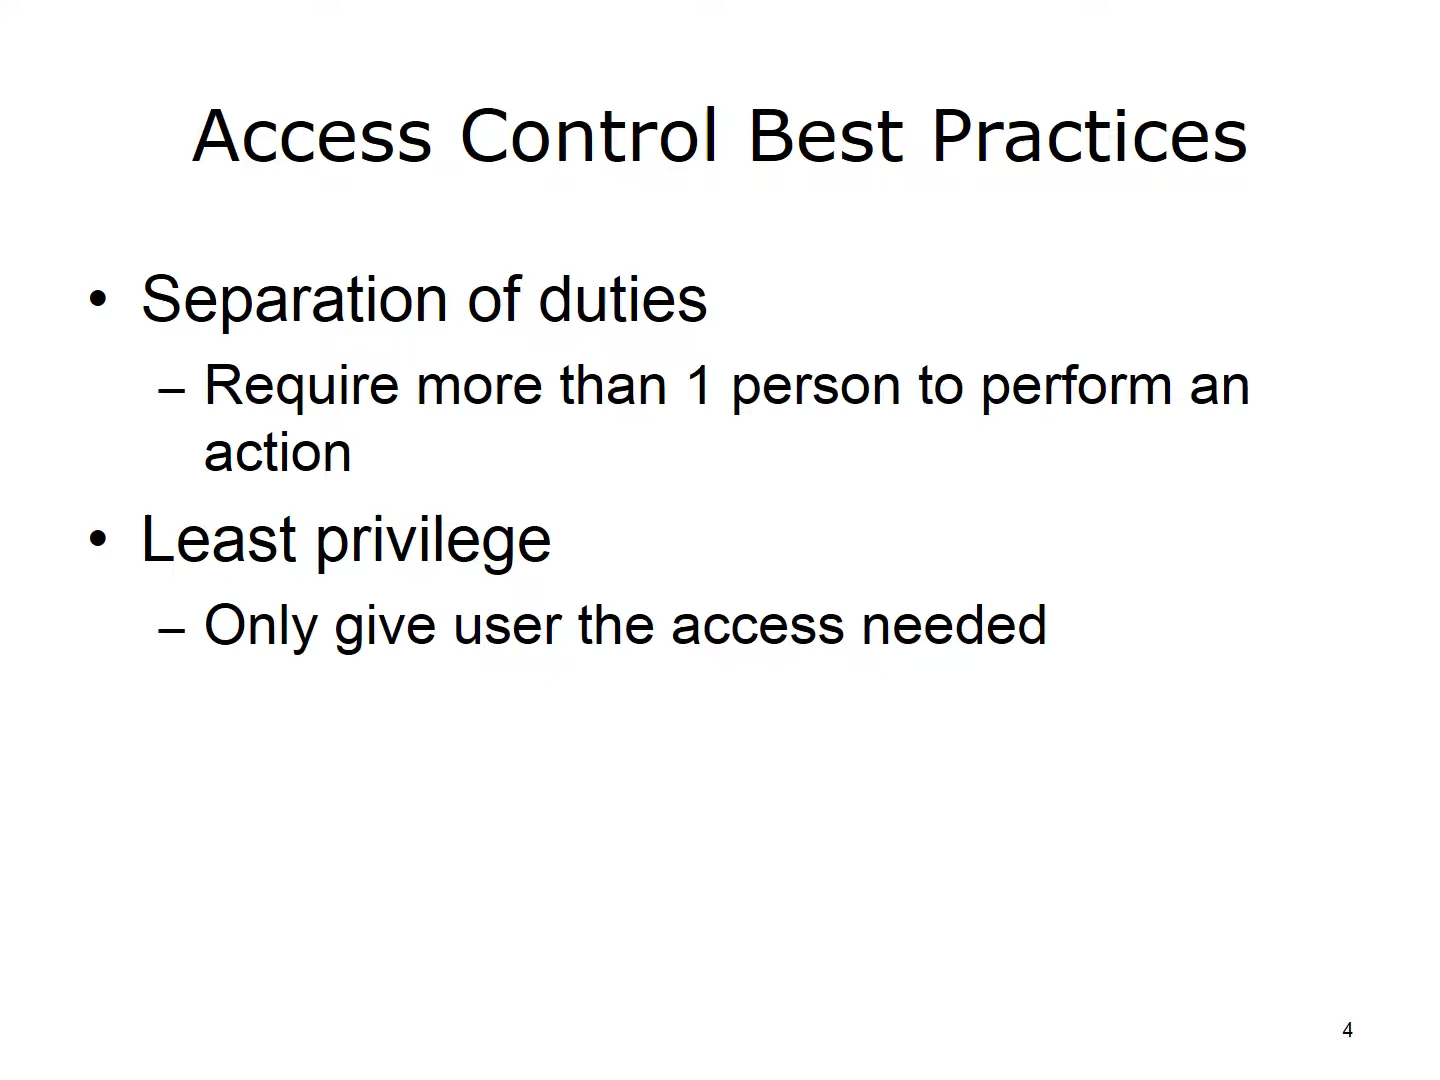 Access Control Best Practices
• Separation of duties
– Require more than 1 person to perform an
action
• Least privilege
– Only give user the access needed
4